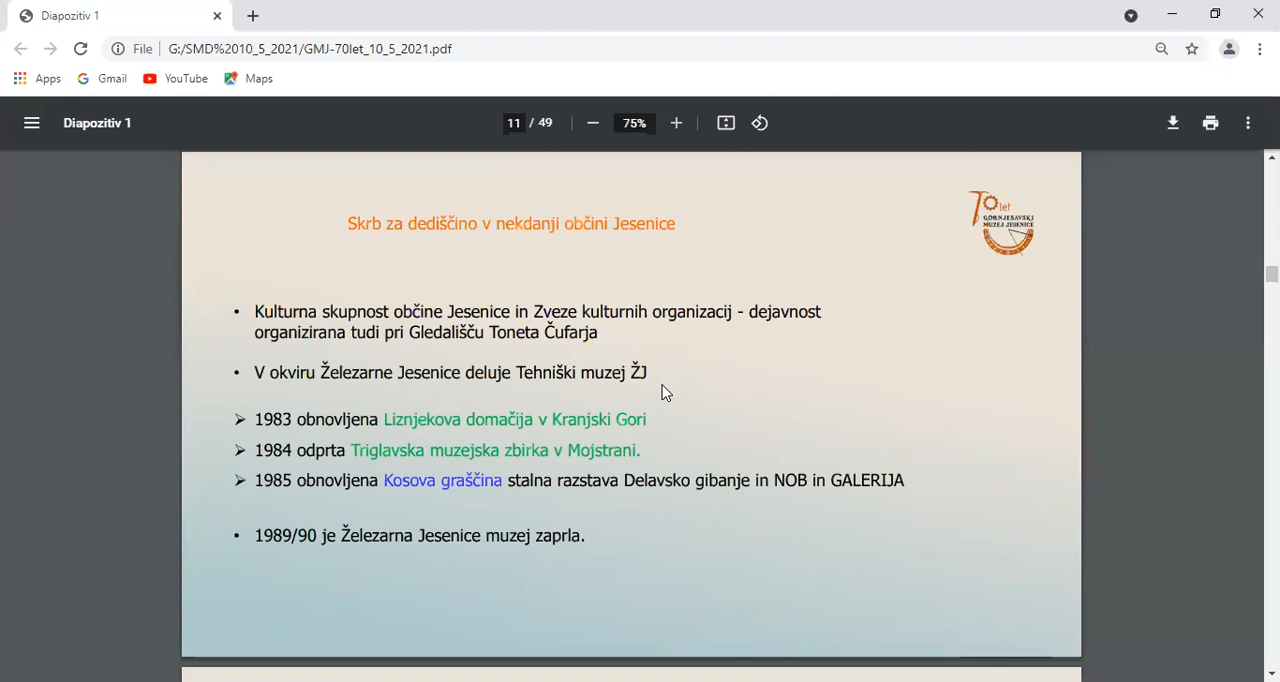 Diapozitiv 1
File
G:/SMD%2010_5_2021/GMJ-70let_10_5_2021.pdf
Apps
Gmail
YouTube
Maps
Diapozitiv 1
11 / 49
75%
Skrb za dediščino v nekdanji občini Jesenice
70 let
GORNJESAVSKI
MUZEJ JESENICE
• Kulturna skupnost občine Jesenice in Zveze kulturnih organizacij - dejavnost
organizirana tudi pri Gledališču Toneta Čufarja
• V okviru Železarne Jesenice deluje Tehniški muzej ŽJ
➢ 1983 obnovljena Liznjekova domačija v Kranjski Gori
➢ 1984 odprta Triglavska muzejska zbirka v Mojstrani.
➢ 1985 obnovljena Kosova graščina stalna razstava Delavsko gibanje in NOB in GALERIJA
• 1989/90 je Železarna Jesenice muzej zaprla.